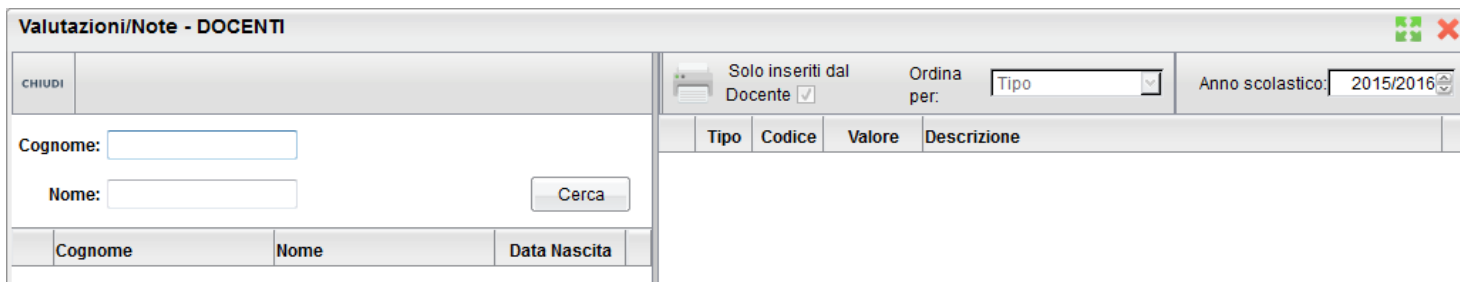 Valutazioni/Note - DOCENTI
CHIUDI
Cognome:
Nome:
Cerca
Cognome Nome Data Nascita
Solo inseriti dal
Docente
Ordina
per:
Tipo
Anno scolastico: 2015/2016
Tipo Codice Valore Descrizione